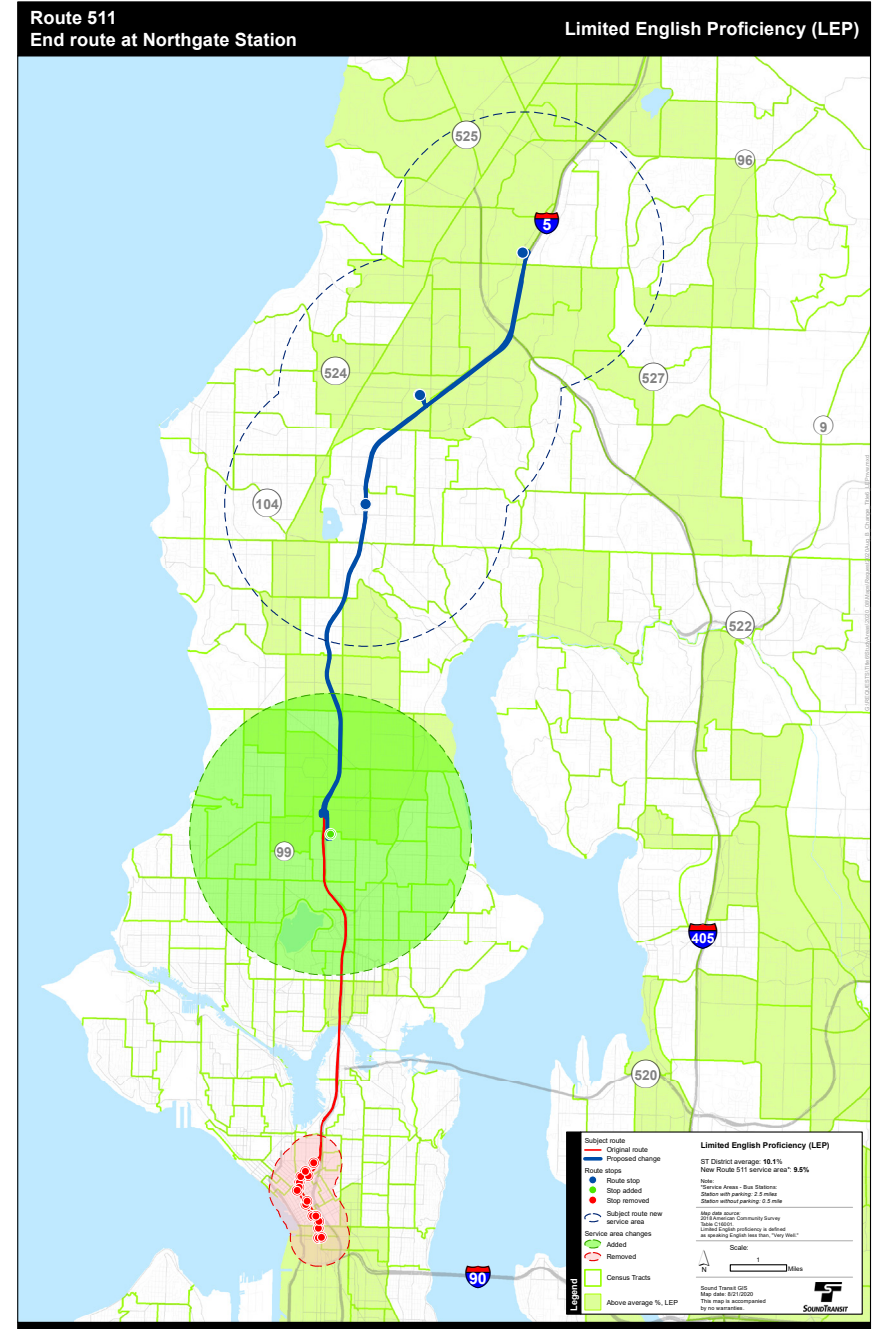 Route 511
End route at Northgate Station
Limited English Proficiency (LEP)
525
96
5
524
527
9
104
522
99
405
520
90
Legend
Subject route
Original route
Proposed change
Route stops
Route stop
Stop added
Stop removed
Subject route new
service area
Service area changes
Added
Removed
Census Tracts
Above average %, LEP
Limited English Proficiency (LEP)
ST District average: 10.1%
New Route 511 service area*: 9.5%
Note:
*Service Areas - Bus Stations:
Station with parking: 2.5 miles
Station without parking: 0.5 mile
Map data source:
2018 American Community Survey
Table C16001.
Limited English proficiency is defined
as speaking English less than, "Very Well."
Scale:
N
1
Miles
Sound Transit GIS
Map date: 8/21/2020
This map is accompanied
by no warranties.
SOUNDTRANSIT